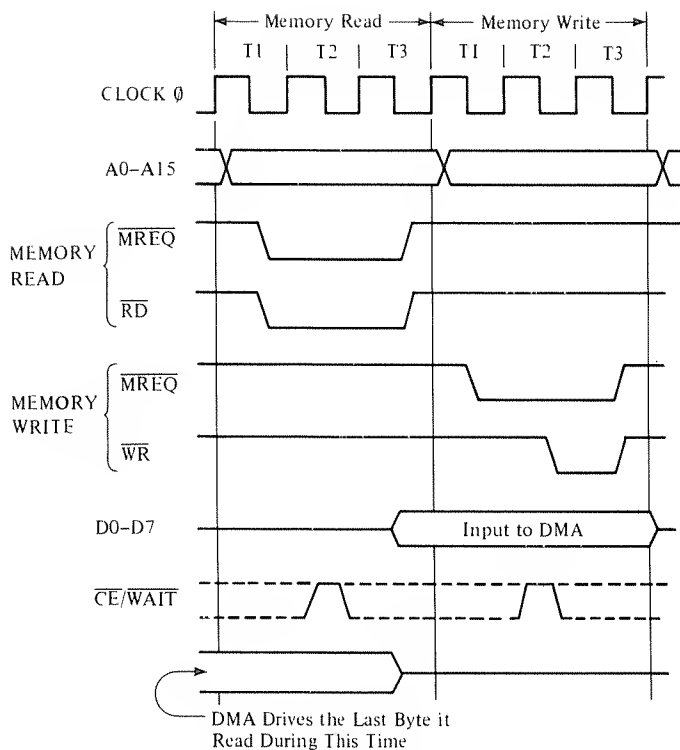 Memory Read
Memory Write
T1 T2 T3 T1 T2 T3
CLOCK ∅
A0–A15
MEMORY READ
MREQ
RD
MEMORY WRITE
MREQ
WR
D0–D7
Input to DMA
CE/WAIT
DMA Drives the Last Byte it
Read During This Time